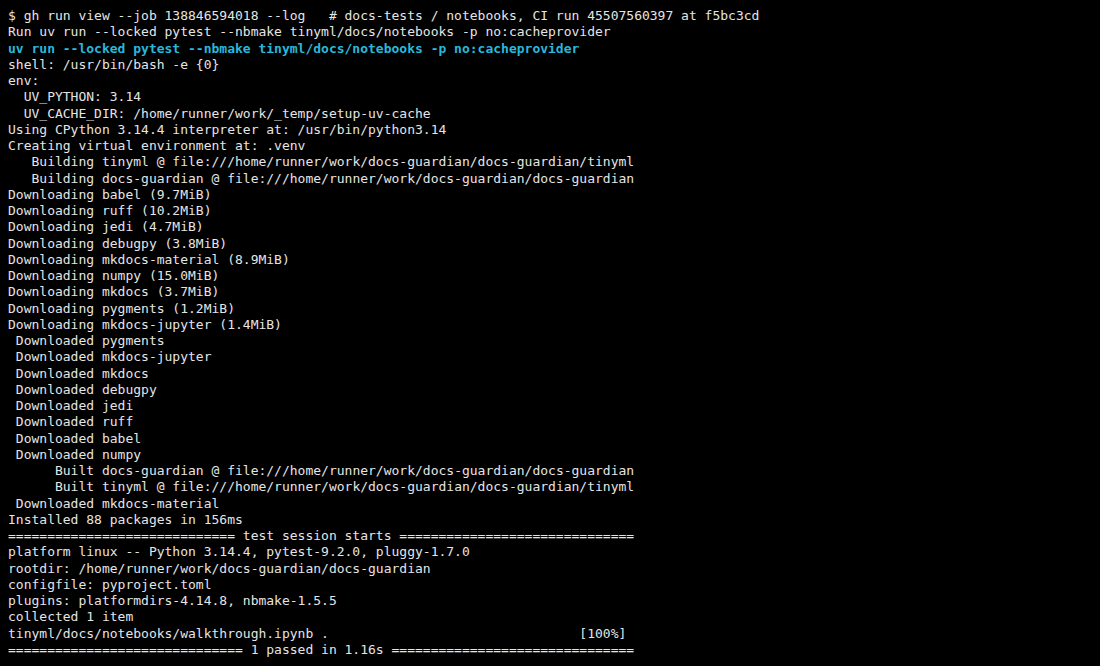 $ gh run view --job 138846594018 --log   # docs-tests / notebooks, CI run 45507560397 at f5bc3cd
Run uv run --locked pytest --nbmake tinyml/docs/notebooks -p no:cacheprovider
uv run --locked pytest --nbmake tinyml/docs/notebooks -p no:cacheprovider
shell: /usr/bin/bash -e {0}
env:
  UV_PYTHON: 3.14
  UV_CACHE_DIR: /home/runner/work/_temp/setup-uv-cache
Using CPython 3.14.4 interpreter at: /usr/bin/python3.14
Creating virtual environment at: .venv
   Building tinyml @ file:///home/runner/work/docs-guardian/docs-guardian/tinyml
   Building docs-guardian @ file:///home/runner/work/docs-guardian/docs-guardian
Downloading babel (9.7MiB)
Downloading ruff (10.2MiB)
Downloading jedi (4.7MiB)
Downloading debugpy (3.8MiB)
Downloading mkdocs-material (8.9MiB)
Downloading numpy (15.0MiB)
Downloading mkdocs (3.7MiB)
Downloading pygments (1.2MiB)
Downloading mkdocs-jupyter (1.4MiB)
 Downloaded pygments
 Downloaded mkdocs-jupyter
 Downloaded mkdocs
 Downloaded debugpy
 Downloaded jedi
 Downloaded ruff
 Downloaded babel
 Downloaded numpy
      Built docs-guardian @ file:///home/runner/work/docs-guardian/docs-guardian
      Built tinyml @ file:///home/runner/work/docs-guardian/docs-guardian/tinyml
 Downloaded mkdocs-material
Installed 88 packages in 156ms
============================= test session starts ==============================
platform linux -- Python 3.14.4, pytest-9.2.0, pluggy-1.7.0
rootdir: /home/runner/work/docs-guardian/docs-guardian
configfile: pyproject.toml
plugins: platformdirs-4.14.8, nbmake-1.5.5
collected 1 item
tinyml/docs/notebooks/walkthrough.ipynb .                                [100%]
============================== 1 passed in 1.16s ===============================